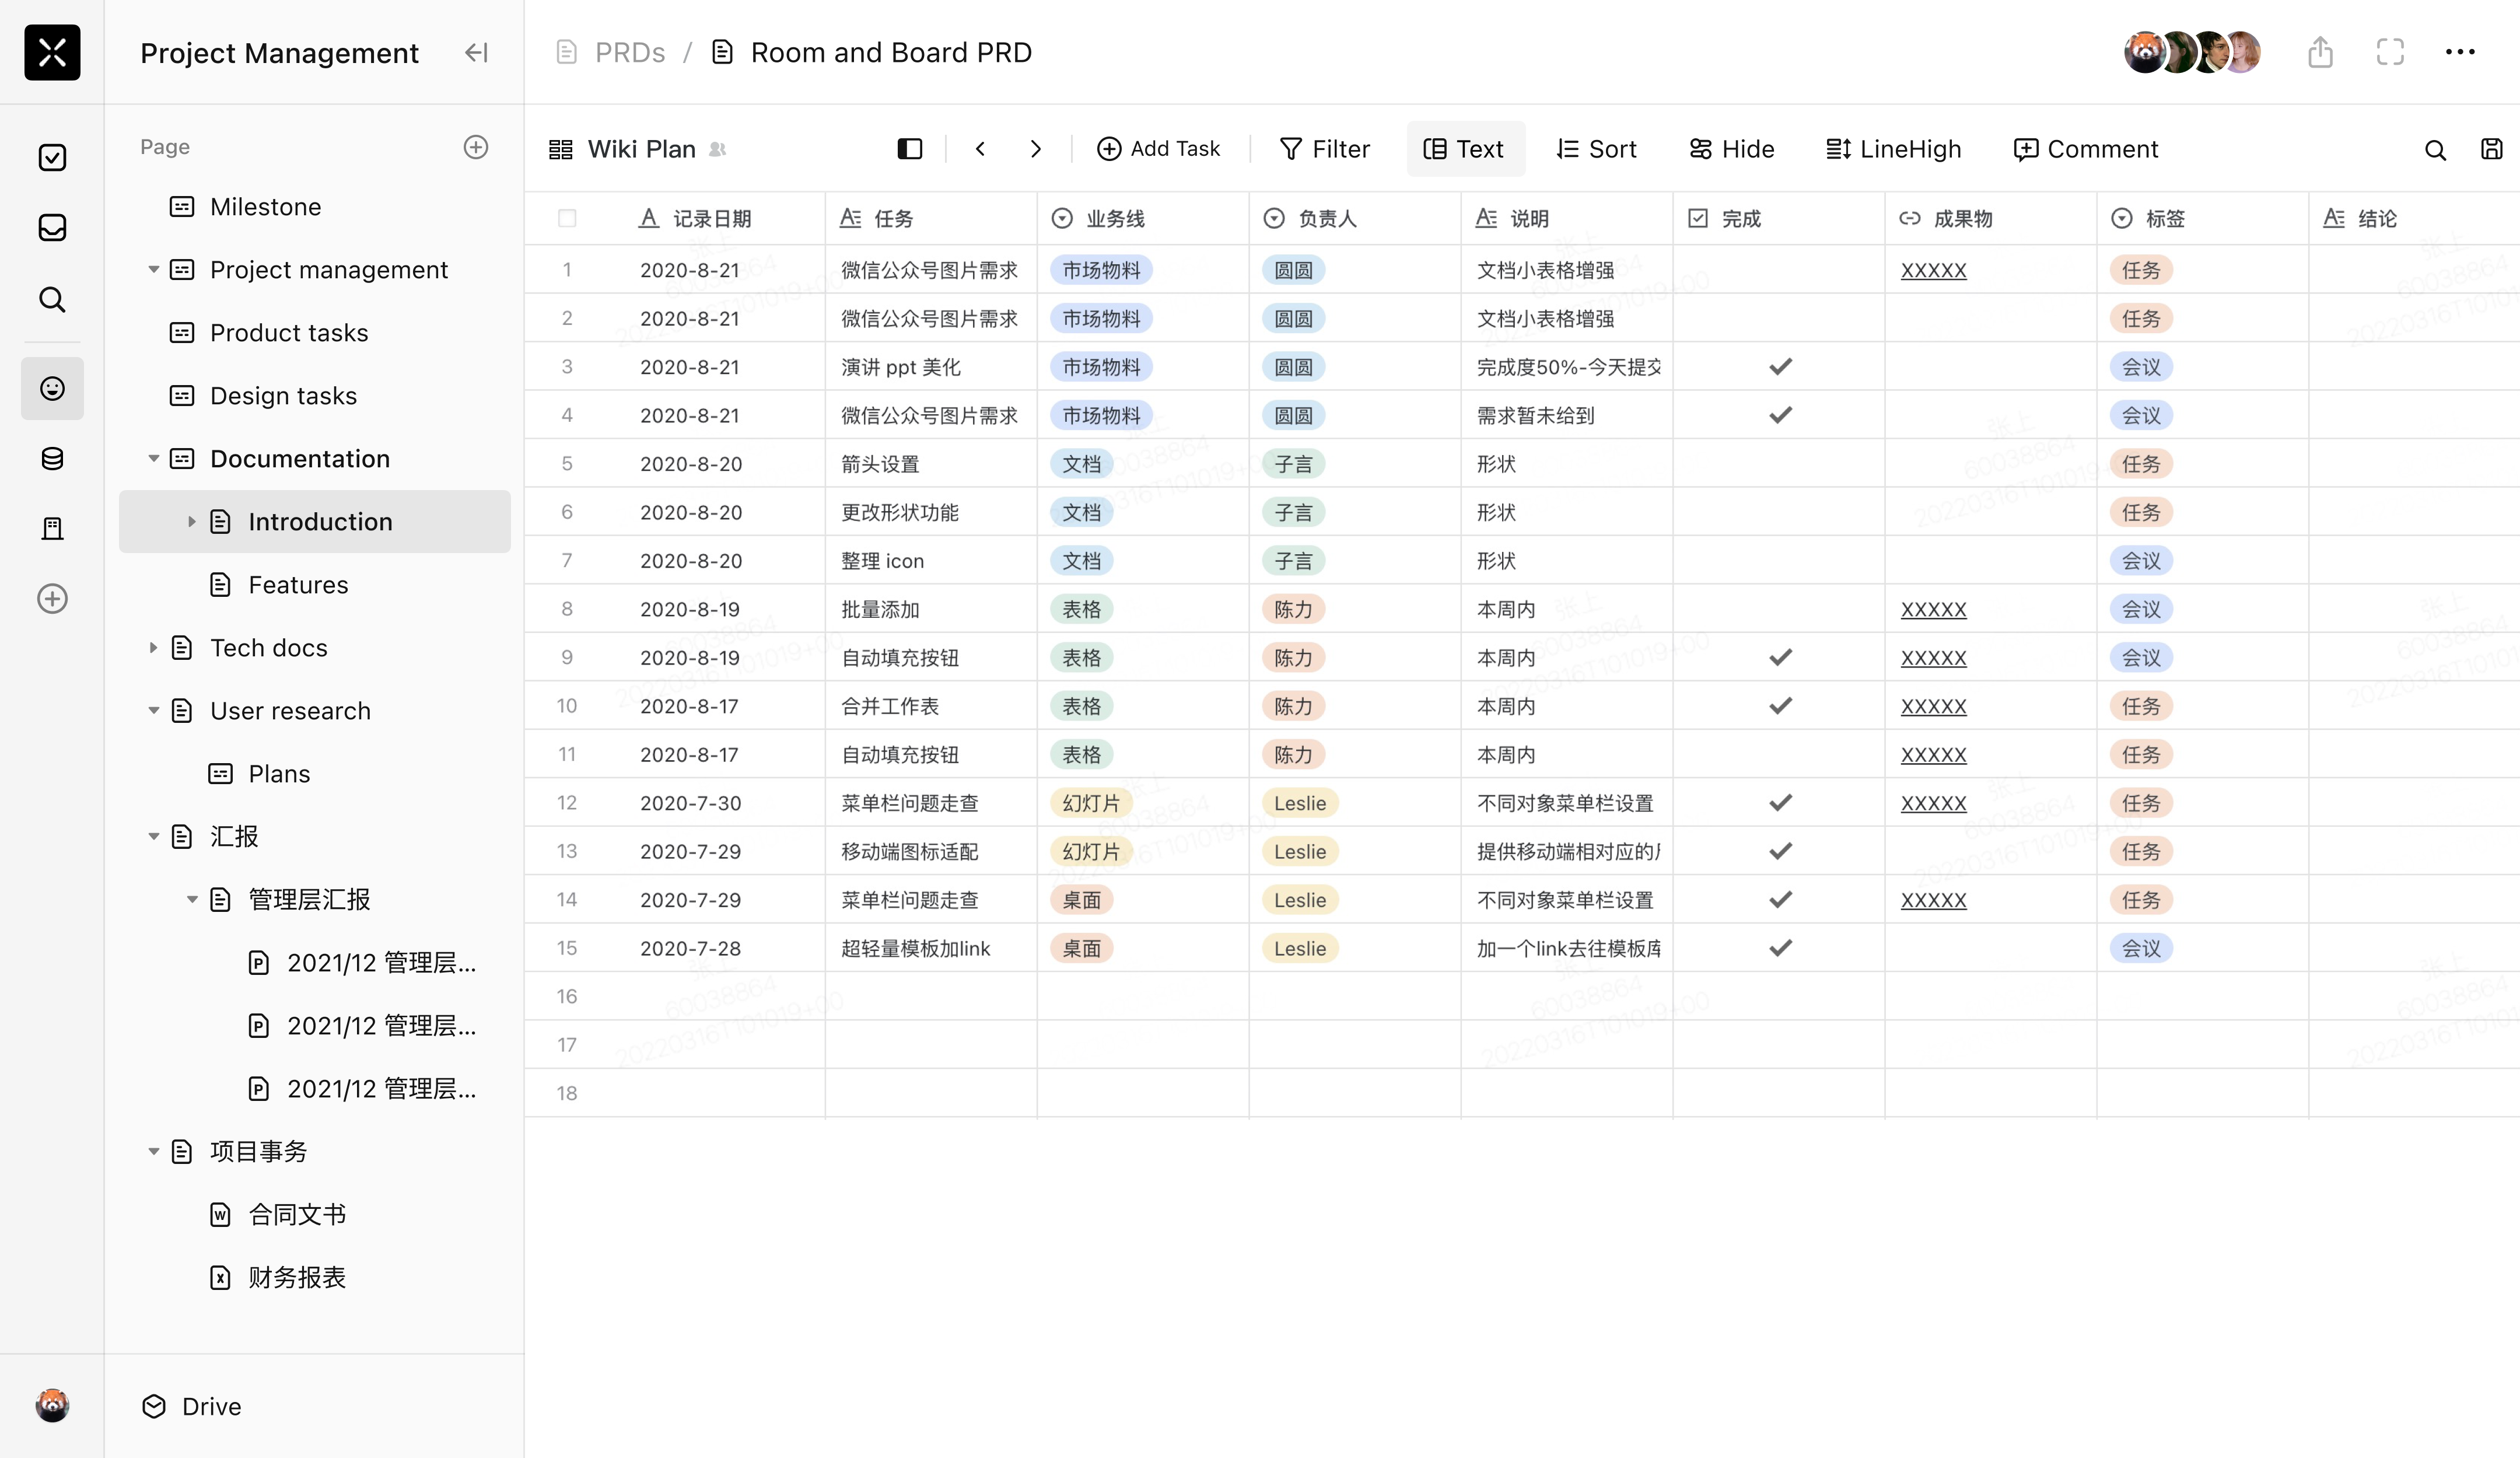 Project Management
PRDs / Room and Board PRD
Page
Milestone
Project management
Product tasks
Design tasks
Documentation
Introduction
Features
Tech docs
User research
Plans
汇报
管理层汇报
2021/12 管理层...
2021/12 管理层...
2021/12 管理层...
项目事务
合同文书
财务报表
Drive
Wiki Plan Add Task Filter Text Sort Hide LineHigh Comment
记录日期 任务 业务线 负责人 说明 完成 成果物 标签 结论
1 2020-8-21 微信公众号图片需求 市场物料 圆圆 文档小表格增强 XXXXX 任务
2 2020-8-21 微信公众号图片需求 市场物料 圆圆 文档小表格增强 任务
3 2020-8-21 演讲 ppt 美化 市场物料 圆圆 完成度50%-今天提交 会议
4 2020-8-21 微信公众号图片需求 市场物料 圆圆 需求暂未给到 会议
5 2020-8-20 箭头设置 文档 子言 形状 任务
6 2020-8-20 更改形状功能 文档 子言 形状 任务
7 2020-8-20 整理 icon 文档 子言 形状 会议
8 2020-8-19 批量添加 表格 陈力 本周内 XXXXX 会议
9 2020-8-19 自动填充按钮 表格 陈力 本周内 XXXXX 会议
10 2020-8-17 合并工作表 表格 陈力 本周内 XXXXX 任务
11 2020-8-17 自动填充按钮 表格 陈力 本周内 XXXXX 任务
12 2020-7-30 菜单栏问题走查 幻灯片 Leslie 不同对象菜单栏设置 XXXXX 任务
13 2020-7-29 移动端图标适配 幻灯片 Leslie 提供移动端相对应的 任务
14 2020-7-29 菜单栏问题走查 桌面 Leslie 不同对象菜单栏设置 XXXXX 任务
15 2020-7-28 超轻量模板加link 桌面 Leslie 加一个link去往模板库 会议
16
17
18
张上
60038864
20220316T101019+00